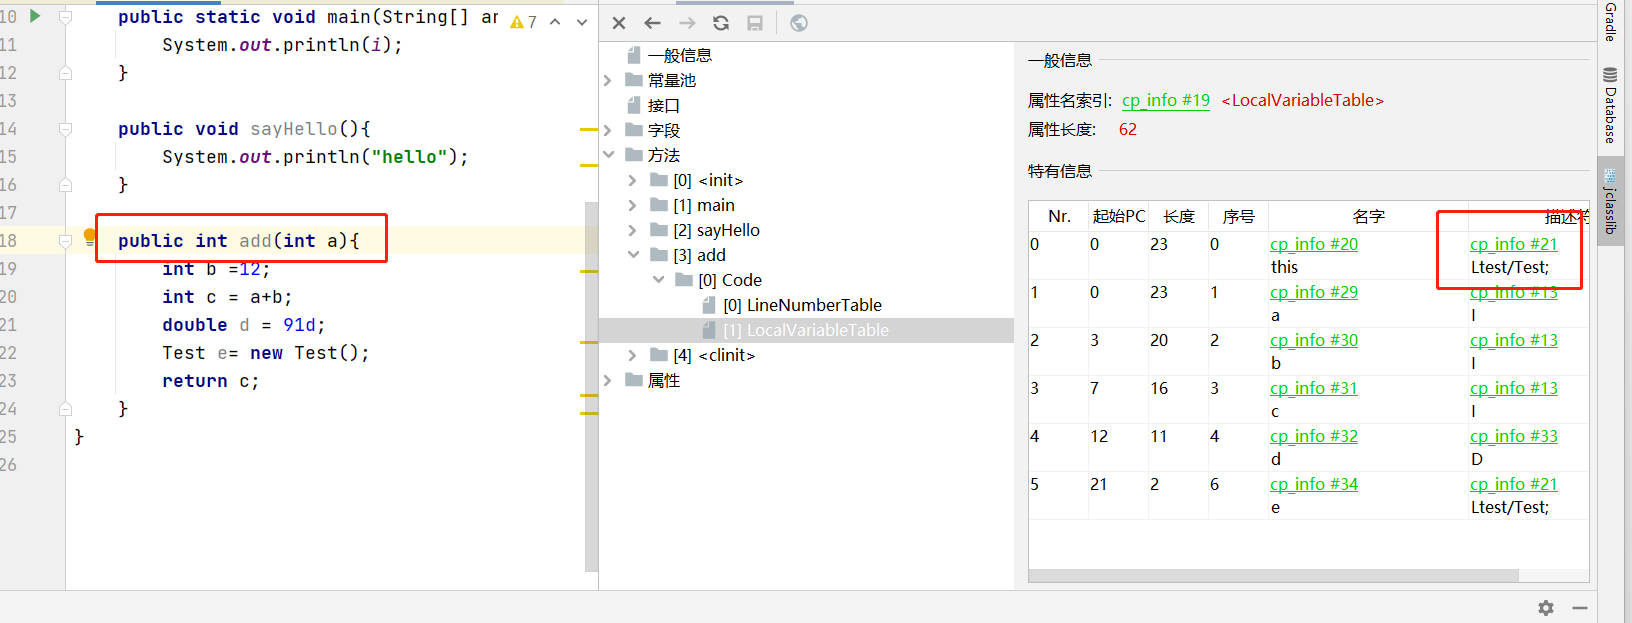 10 public static void main(String[] ar 7
11 System.out.println(i);
12 }
13
14 public void sayHello(){
15 System.out.println("hello");
16 }
17
18 public int add(int a){
19 int b =12;
20 int c = a+b;
21 double d = 91d;
22 Test e= new Test();
23 return c;
24 }
25 }
26
一般信息
常量池
接口
字段
方法
[0] <init>
[1] main
[2] sayHello
[3] add
[0] Code
[0] LineNumberTable
[1] LocalVariableTable
[4] <clinit>
属性
一般信息
属性名索引: cp_info #19 <LocalVariableTable>
属性长度: 62
特有信息
Nr. 起始PC 长度 序号 名字 描述符
0 0 23 0 cp_info #20 cp_info #21
this Ltest/Test;
1 0 23 1 cp_info #29 cp_info #13
a I
2 3 20 2 cp_info #30 cp_info #13
b I
3 7 16 3 cp_info #31 cp_info #13
c I
4 12 11 4 cp_info #32 cp_info #33
d D
5 21 2 6 cp_info #34 cp_info #21
e Ltest/Test;
Gradle
Database
jclasslib